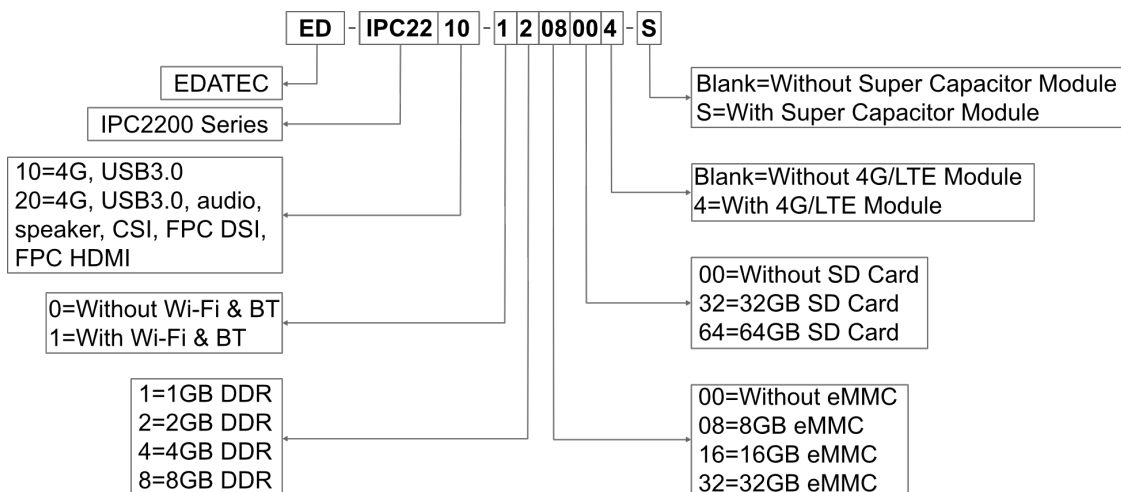 ED - IPC22 10 - 1 2 08 00 4 - S
EDATEC
IPC2200 Series
10=4G, USB3.0
20=4G, USB3.0, audio,
speaker, CSI, FPC DSI,
FPC HDMI
0=Without Wi-Fi & BT
1=With Wi-Fi & BT
1=1GB DDR
2=2GB DDR
4=4GB DDR
8=8GB DDR
Blank=Without Super Capacitor Module
S=With Super Capacitor Module
Blank=Without 4G/LTE Module
4=With 4G/LTE Module
00=Without SD Card
32=32GB SD Card
64=64GB SD Card
00=Without eMMC
08=8GB eMMC
16=16GB eMMC
32=32GB eMMC